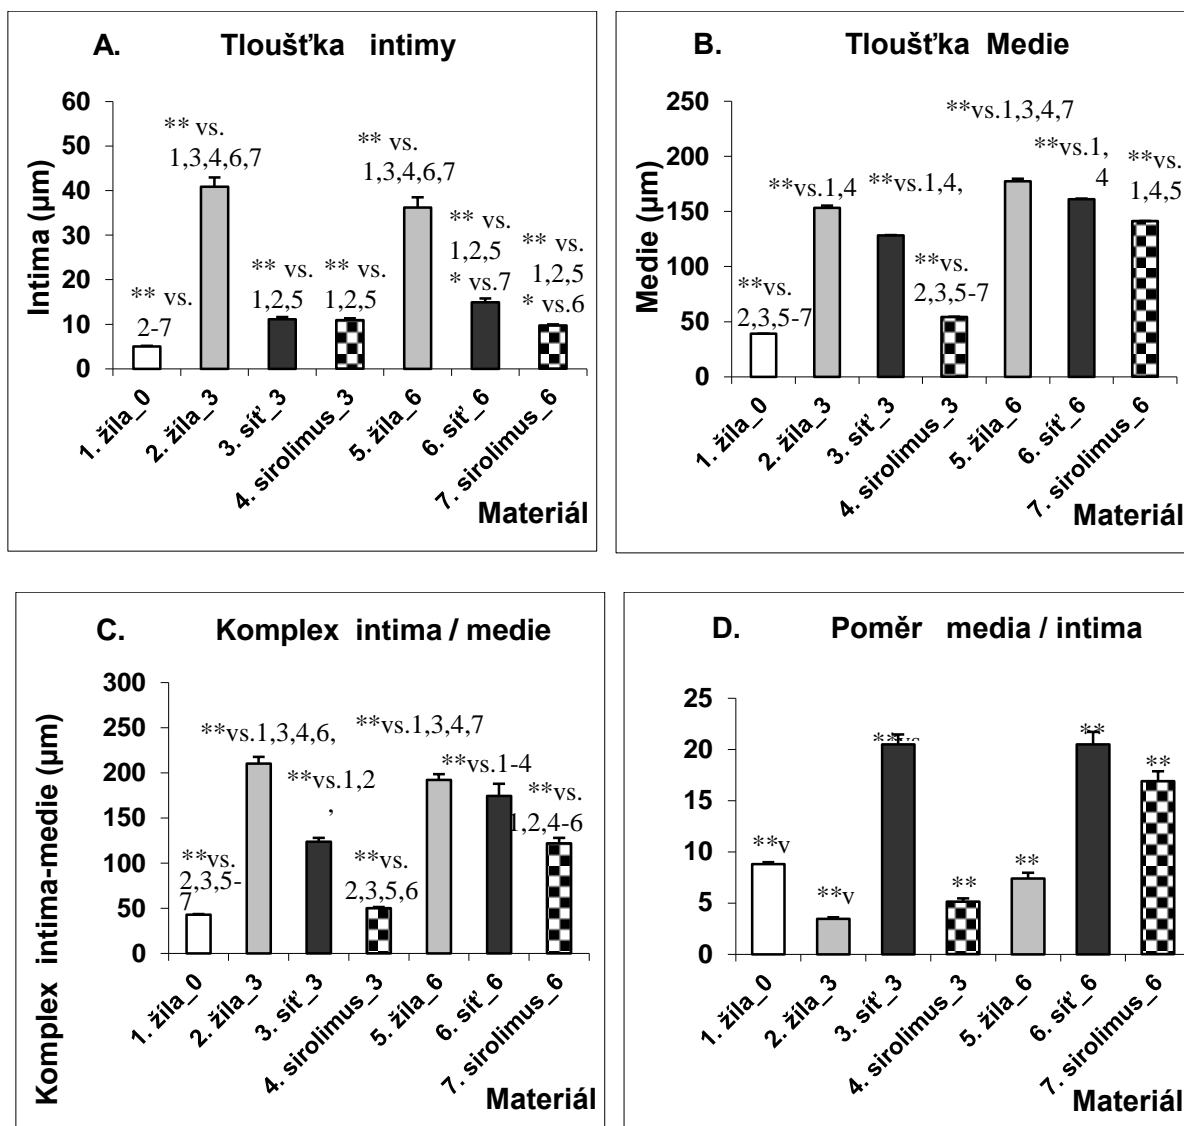 A. Tloušťka intimy
Intima (µm)
60
50
40
30
20
10
0
** vs.
2-7
** vs.
1,3,4,6,7
** vs.
1,2,5
** vs.
1,2,5
** vs.
1,3,4,6,7
** vs.
1,2,5
* vs.7
** vs.
1,2,5
* vs.6
1. žíla_0
2. žíla_3
3. síť_3
4. sirolimus_3
5. žíla_6
6. síť_6
7. sirolimus_6
Materiál
B. Tloušťka Medie
Medie (µm)
250
200
150
100
50
0
**vs.
2,3,5-7
**vs.1,4
**vs.1,4,
**vs.
2,3,5-7
**vs.1,3,4,7
**vs.1,
4
**vs.
1,4,5
1. žíla_0
2. žíla_3
3. síť_3
4. sirolimus_3
5. žíla_6
6. síť_6
7. sirolimus_6
Materiál
C. Komplex intima / medie
Komplex intima-medie (µm)
300
250
200
150
100
50
0
**vs.
2,3,5-
7
**vs.1,3,4,6,
**vs.1,2
,
**vs.
2,3,5,6
**vs.1,3,4,7
**vs.1-4
**vs.
1,2,4-6
1. žíla_0
2. žíla_3
3. síť_3
4. sirolimus_3
5. žíla_6
6. síť_6
7. sirolimus_6
Materiál
D. Poměr media / intima
25
20
15
10
5
0
**v
**v
**vs
**
**
**
**
1. žíla_0
2. žíla_3
3. síť_3
4. sirolimus_3
5. žíla_6
6. síť_6
7. sirolimus_6
Materiál